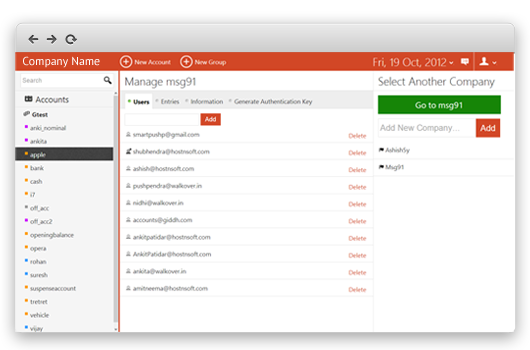 Company Name
New Account
New Group
Fri, 19 Oct, 2012
Search
Accounts
Gtest
anki_nominal
ankita
apple
bank
cash
i7
off_acc
off_acc2
openingbalance
opera
rohan
suresh
suspenseaccount
tretret
vehicle
vijay
Manage msg91
Users
Entries
Information
Generate Authentication Key
Add
smartpushp@gmail.com
Delete
shubhendra@hostnsoft.com
Delete
ashish@hostnsoft.com
Delete
pushpendra@walkover.in
Delete
nidhi@walkover.in
Delete
accounts@giddh.com
Delete
ankitpatidar@hostnsoft.com
Delete
AnkitPatidar@hostnsoft.com
Delete
ankita@walkover.in
Delete
amitneema@hostnsoft.com
Delete
Select Another Company
Go to msg91
Add New Company...
Add
AshishSy
Msg91